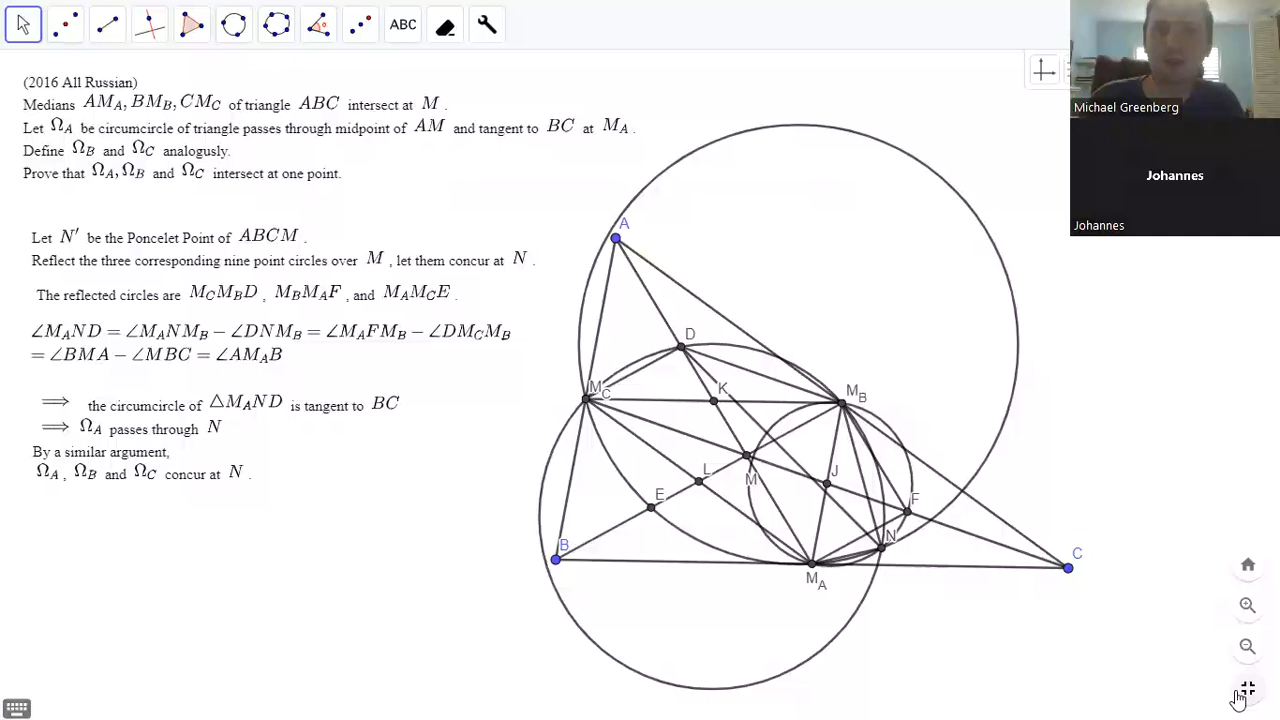 ABC
(2016 All Russian)
Medians AM_A, BM_B, CM_C of triangle ABC intersect at M .
Let Ω_A be circumcircle of triangle passes through midpoint of AM and tangent to BC at M_A .
Define Ω_B and Ω_C analogously.
Prove that Ω_A, Ω_B and Ω_C intersect at one point.
Let N′ be the Poncelet Point of ABCM .
Reflect the three corresponding nine point circles over M , let them concur at N .
The reflected circles are M_CM_BD , M_BM_AF , and M_AM_CE .
∠M_AND = ∠M_ANM_B − ∠DNM_B = ∠M_AFM_B − ∠DM_CM_B
= ∠BMA − ∠MBC = ∠AM_AB
⟹ the circumcircle of △M_AND is tangent to BC
⟹ Ω_A passes through N
By a similar argument,
Ω_A , Ω_B and Ω_C concur at N .
A
D
M_C
K
M_B
M
L
J
E
F
B
N
C
M_A
Michael Greenberg
Johannes
Johannes